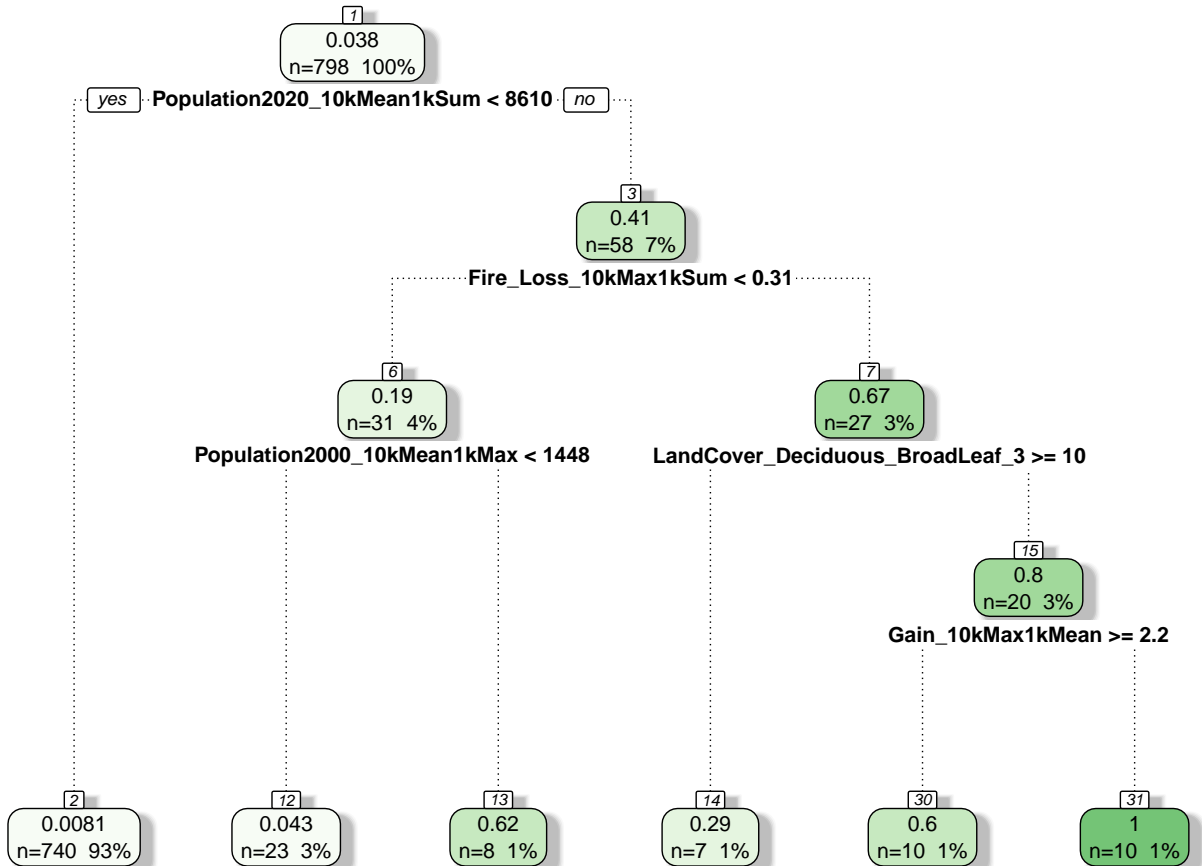 1
0.038
n=798 100%
yes Population2020_10kMean1kSum < 8610 no
3
0.41
n=58 7%
Fire_Loss_10kMax1kSum < 0.31
6
0.19
n=31 4%
Population2000_10kMean1kMax < 1448
7
0.67
n=27 3%
LandCover_Deciduous_BroadLeaf_3 >= 10
15
0.8
n=20 3%
Gain_10kMax1kMean >= 2.2
2
0.0081
n=740 93%
12
0.043
n=23 3%
13
0.62
n=8 1%
14
0.29
n=7 1%
30
0.6
n=10 1%
31
1
n=10 1%